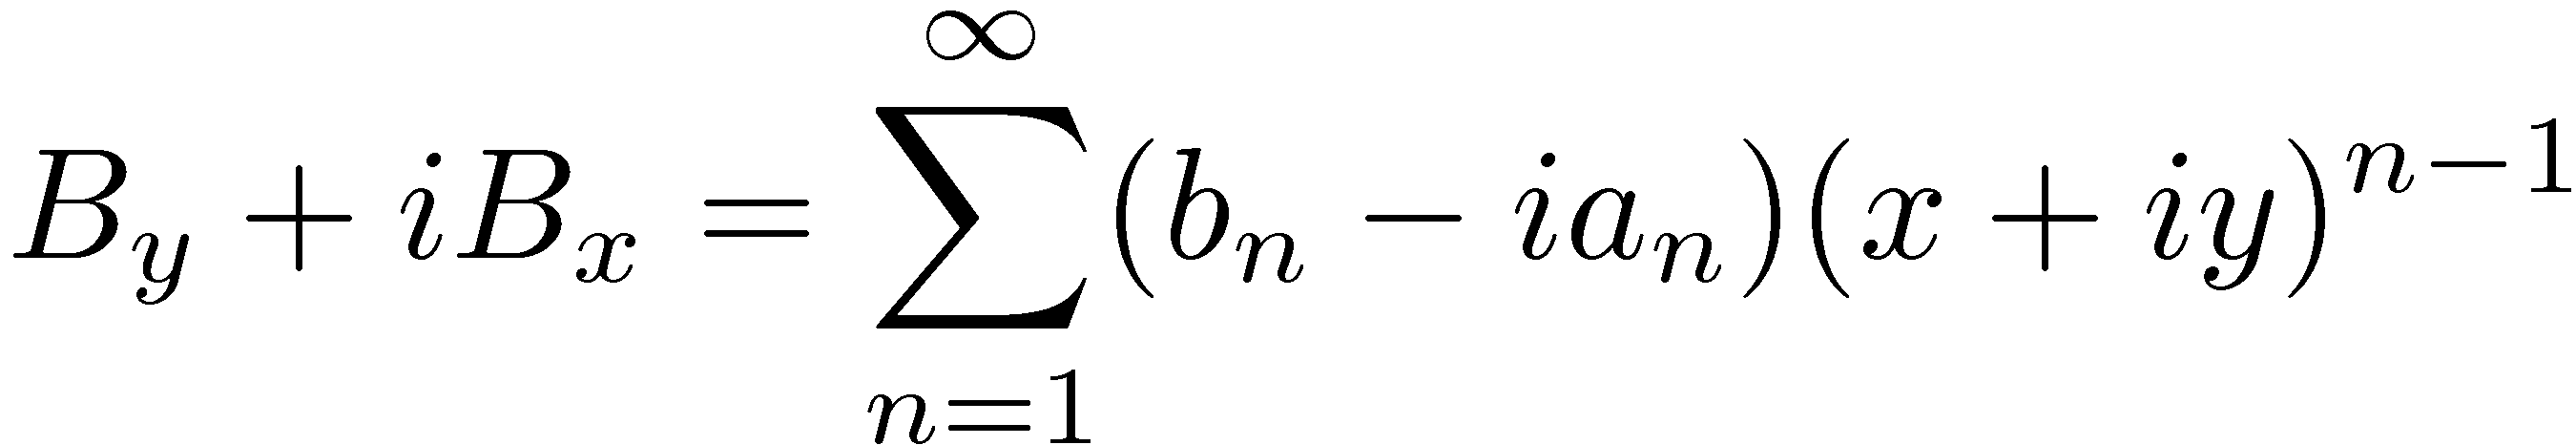 $$B_y + iB_x = \sum_{n=1}^{\infty} (b_n - ia_n)(x + iy)^{n-1}$$